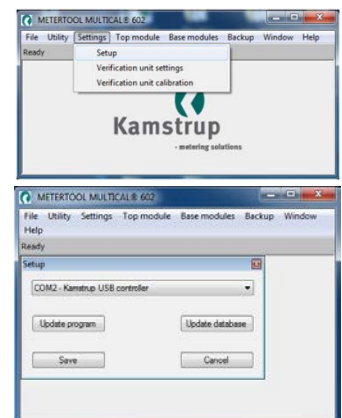 METERTOOL MULTICAL® 602
File Utility Settings Top module Base modules Backup Window Help
Ready
Setup
Verification unit settings
Verification unit calibration
Kamstrup
- metering solutions
METERTOOL MULTICAL® 602
File Utility Settings Top module Base modules Backup Window
Help
Ready
Setup
COM2 - Kamstrup USB controller
Update program Update database
Save Cancel